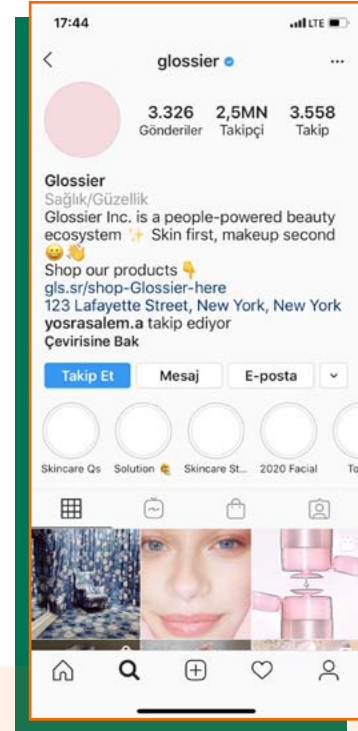 17:44
LTE
glossier
3.326 2,5MN 3.558
Gönderiler Takipçi Takip
Glossier
Sağlık/Güzellik
Glossier Inc. is a people-powered beauty
ecosystem ✨ Skin first, makeup second
😀👋
Shop our products 👇
gls.sr/shop-Glossier-here
123 Lafayette Street, New York, New York
yosrasalem.a takip ediyor
Çevirisine Bak
Takip Et Mesaj E-posta
Skincare Qs Solution Skincare St... 2020 Facial To